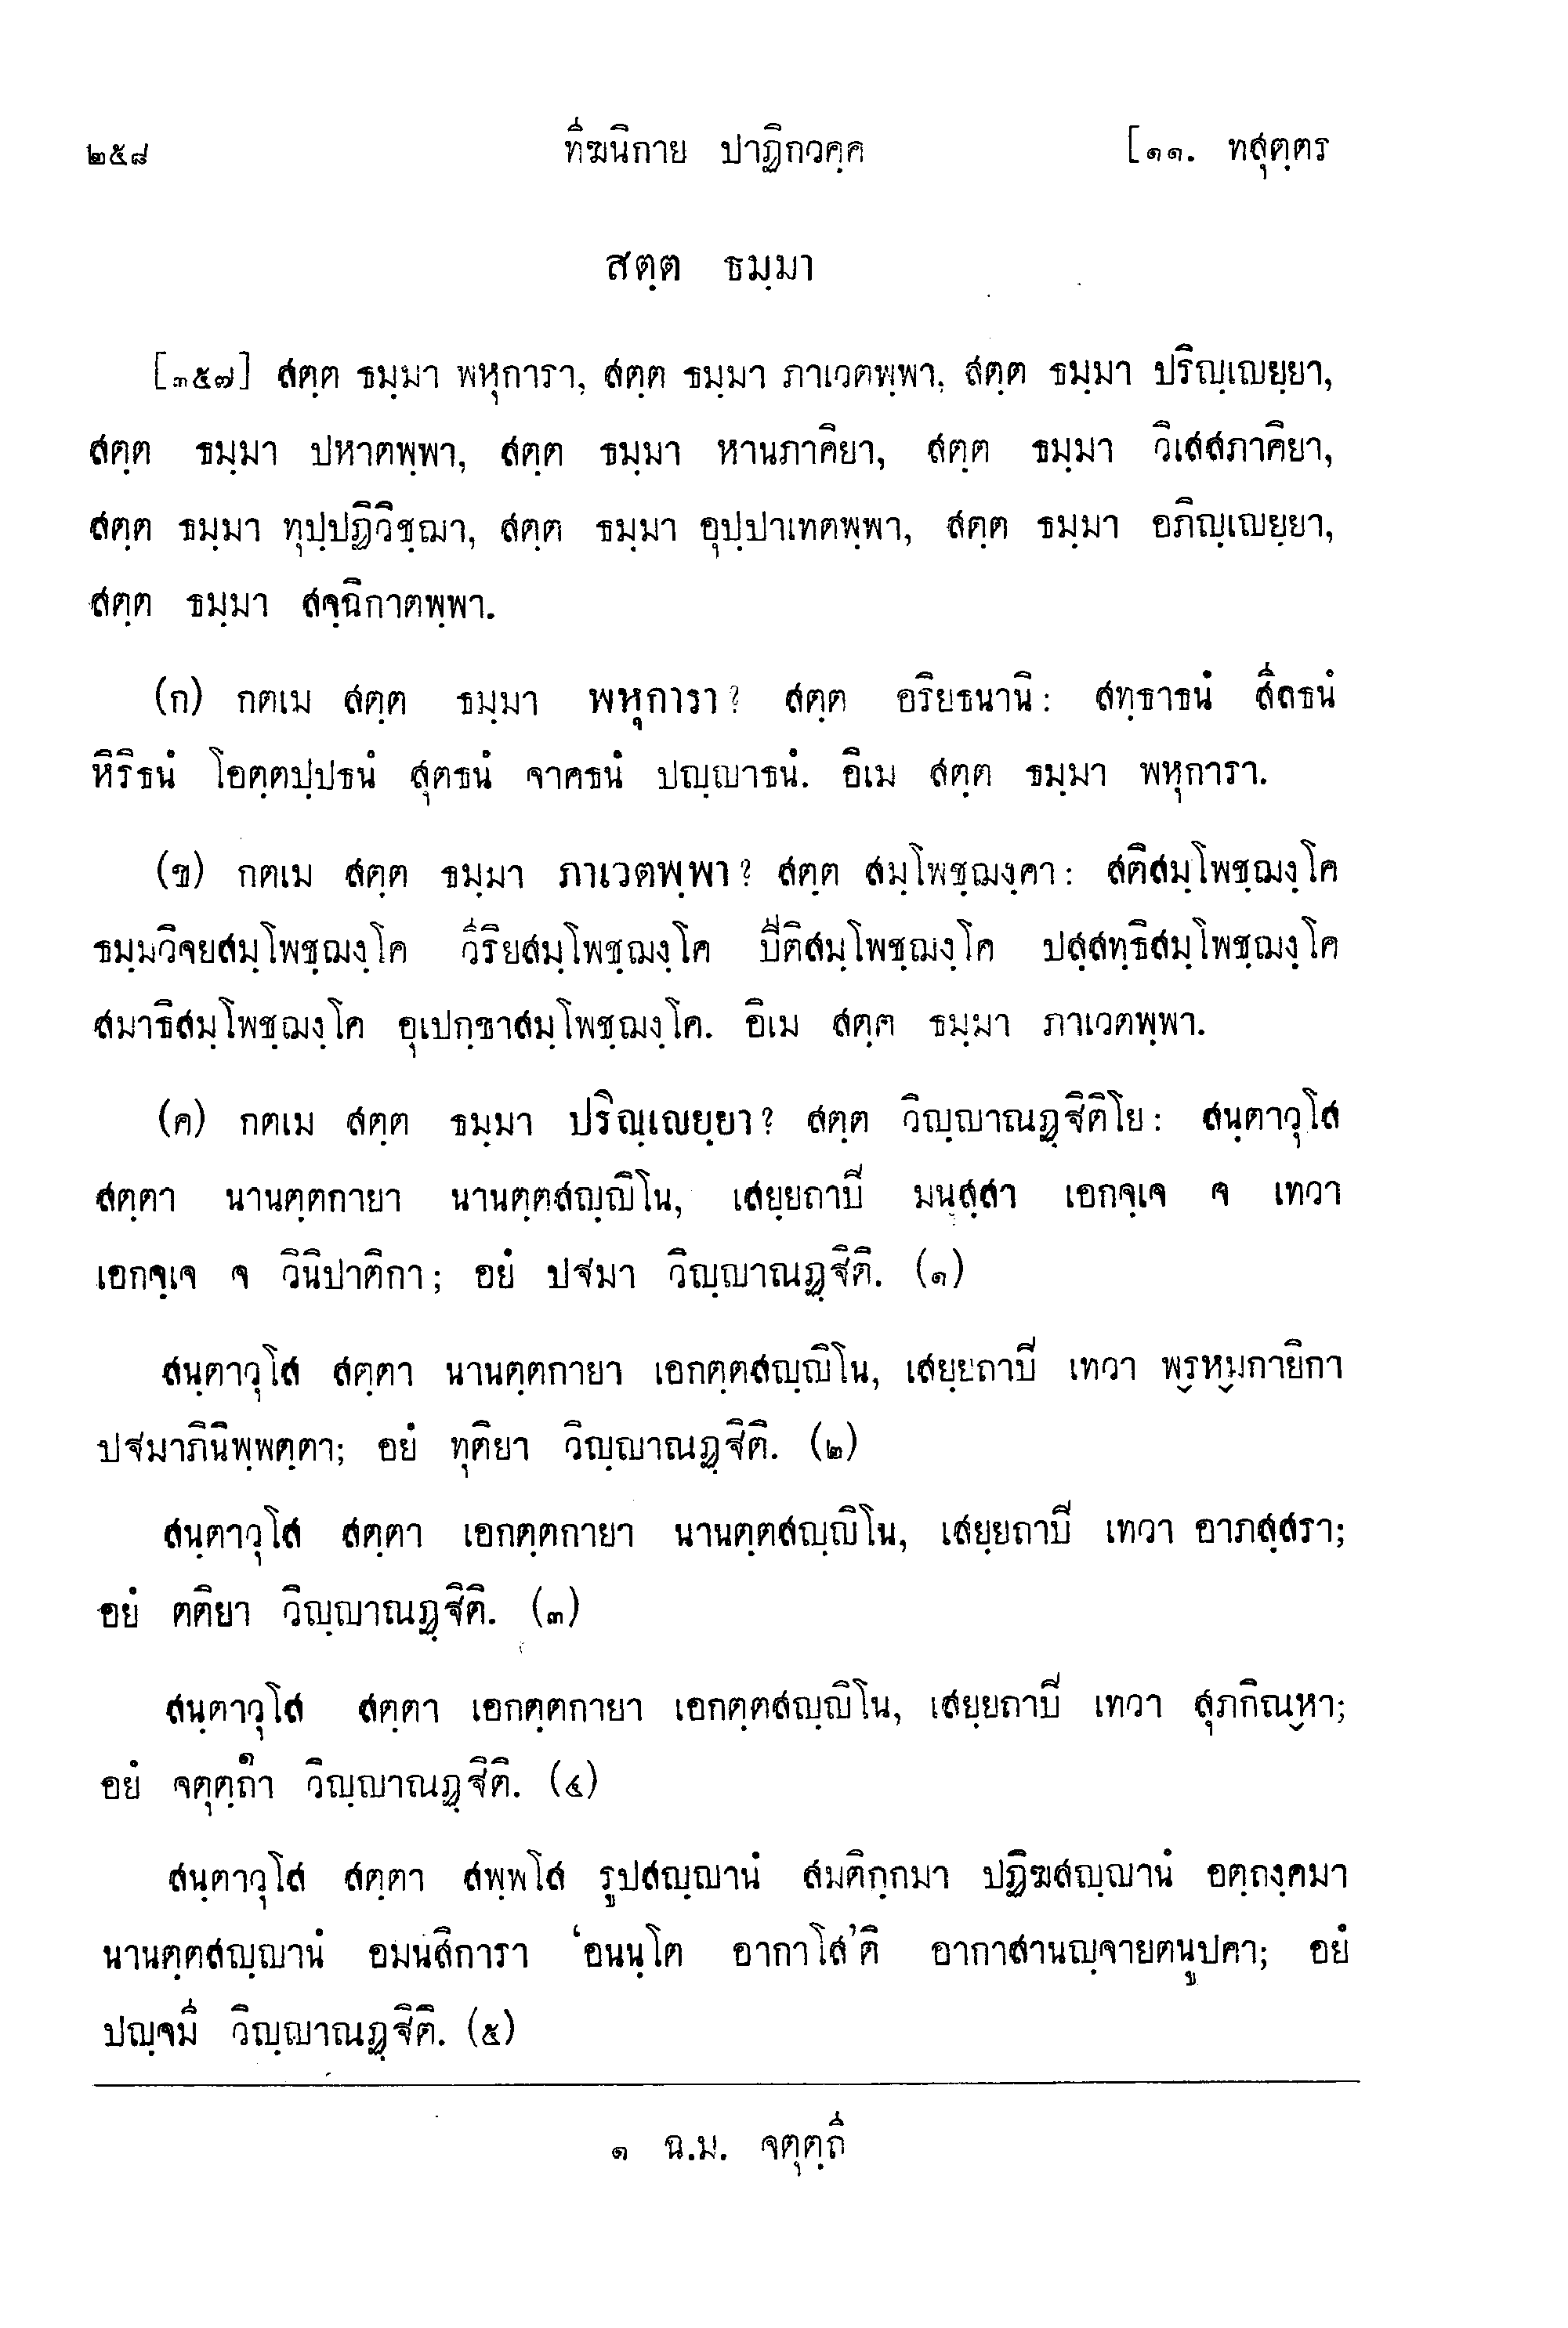 ๒๕๘ ทีฆนิกาย ปาฏิกวคฺค [๑๑. ทสุตฺตร
สตฺต ธมฺมา
[๓๕๗] สตฺต ธมฺมา พหุการา, สตฺต ธมฺมา ภาเวตพฺพา, สตฺต ธมฺมา ปริญฺเญยฺยา,
สตฺต ธมฺมา ปหาตพฺพา, สตฺต ธมฺมา หานภาคิยา, สตฺต ธมฺมา วิเสสภาคิยา,
สตฺต ธมฺมา ทุปฺปฏิวิชฺฌา, สตฺต ธมฺมา อุปฺปาเทตพฺพา, สตฺต ธมฺมา อภิญฺเญยฺยา,
สตฺต ธมฺมา สจฺฉิกาตพฺพา.
(ก) กตเม สตฺต ธมฺมา พหุการา? สตฺต อริยธนานิ: สทฺธาธนํ สีลธนํ
หิริธนํ โอตฺตปฺปธนํ สุตธนํ จาคธนํ ปญฺญาธนํ. อิเม สตฺต ธมฺมา พหุการา.
(ข) กตเม สตฺต ธมฺมา ภาเวตพฺพา? สตฺต สมฺโพชฺฌงฺคา: สติสมฺโพชฺฌงฺโค
ธมฺมวิจยสมฺโพชฺฌงฺโค วีริยสมฺโพชฺฌงฺโค ปีติสมฺโพชฺฌงฺโค ปสฺสทฺธิสมฺโพชฺฌงฺโค
สมาธิสมฺโพชฺฌงฺโค อุเปกฺขาสมฺโพชฺฌงฺโค. อิเม สตฺต ธมฺมา ภาเวตพฺพา.
(ค) กตเม สตฺต ธมฺมา ปริญฺเญยฺยา? สตฺต วิญฺญาณฏฺฐิติโย: สนฺตาวุโส
สตฺตา นานตฺตกายา นานตฺตสญฺญิโน, เสยฺยถาปี มนุสฺสา เอกจฺเจ จ เทวา
เอกจฺเจ จ วินิปาติกา; อยํ ปฐมา วิญฺญาณฏฺฐิติ. (๑)
สนฺตาวุโส สตฺตา นานตฺตกายา เอกตฺตสญฺญิโน, เสยฺยถาปี เทวา พฺรหฺมกายิกา
ปฐมาภินิพฺพตฺตา; อยํ ทุติยา วิญฺญาณฏฺฐิติ. (๒)
สนฺตาวุโส สตฺตา เอกตฺตกายา นานตฺตสญฺญิโน, เสยฺยถาปี เทวา อาภสฺสรา;
อยํ ตติยา วิญฺญาณฏฺฐิติ. (๓)
สนฺตาวุโส สตฺตา เอกตฺตกายา เอกตฺตสญฺญิโน, เสยฺยถาปี เทวา สุภกิณฺหา;
อยํ จตุตฺถา๑ วิญฺญาณฏฺฐิติ. (๔)
สนฺตาวุโส สตฺตา สพฺพโส รูปสญฺญานํ สมติกฺกมา ปฏิฆสญฺญานํ อตฺถงฺคมา
นานตฺตสญฺญานํ อมนสิการา ‘อนนฺโต อากาโส’ติ อากาสานญฺจายตนูปคา; อยํ
ปญฺจมี วิญฺญาณฏฺฐิติ. (๕)
๑ ฉ.ม. จตุตฺถี